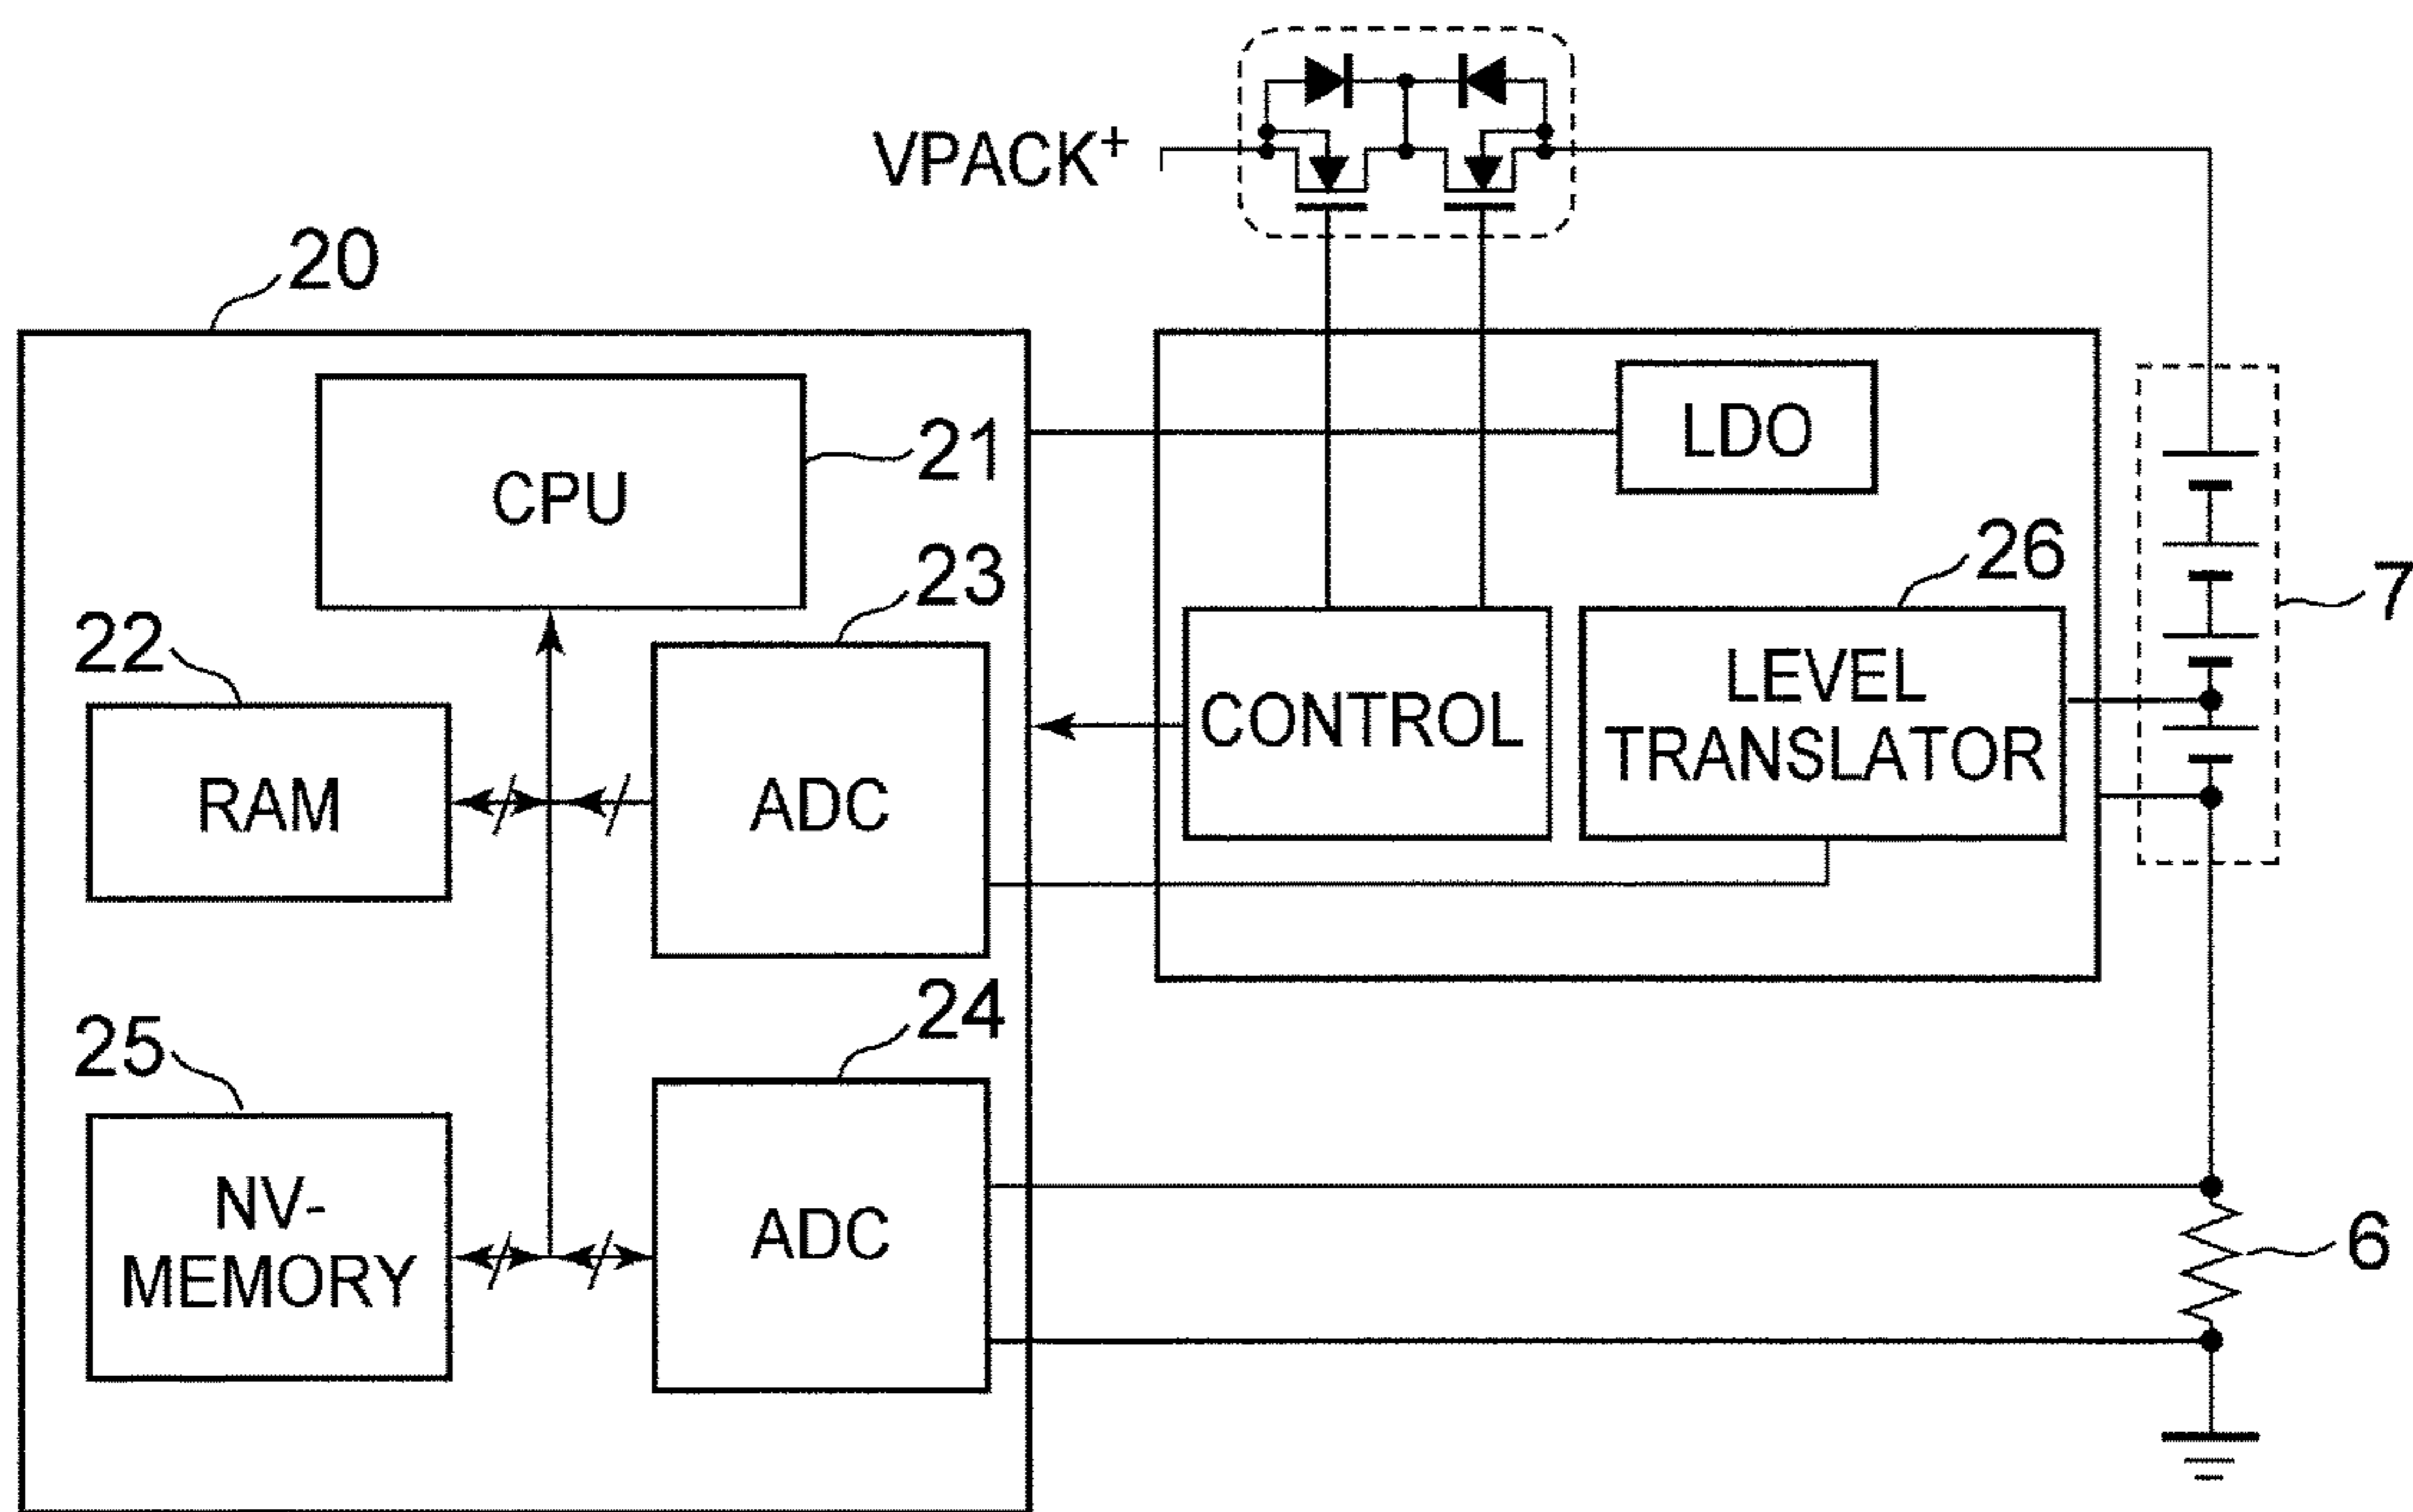 VPACK+
20
CPU
21
LDO
23
26
7
22
RAM
ADC
CONTROL
LEVEL
TRANSLATOR
24
25
NV-
MEMORY
ADC
6